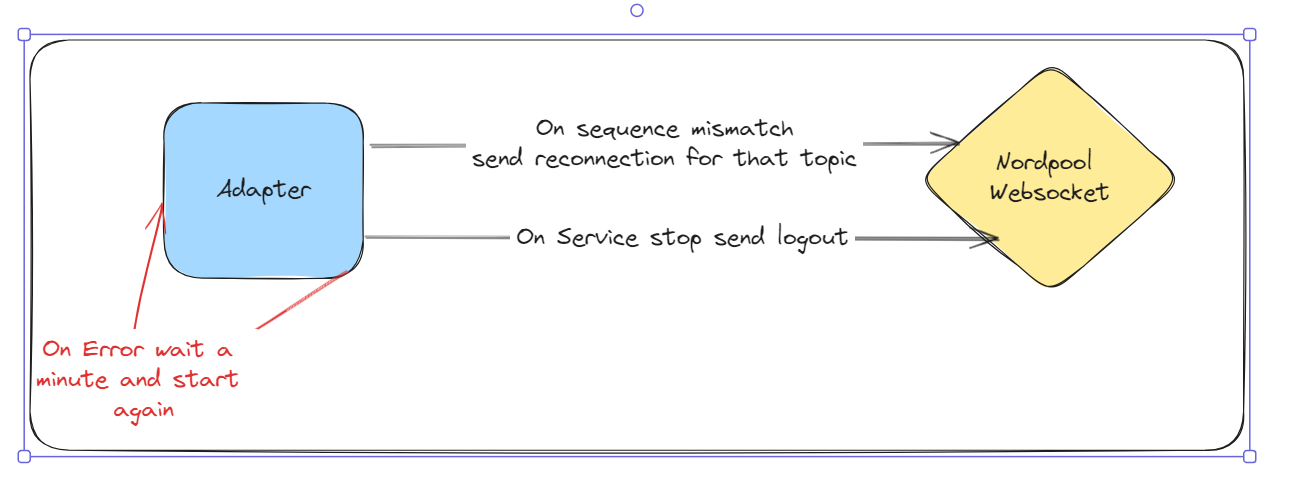 On sequence mismatch
send reconnection for that topic
Nordpool
Websocket
Adapter
On Service stop send logout
On Error wait a
minute and start
again